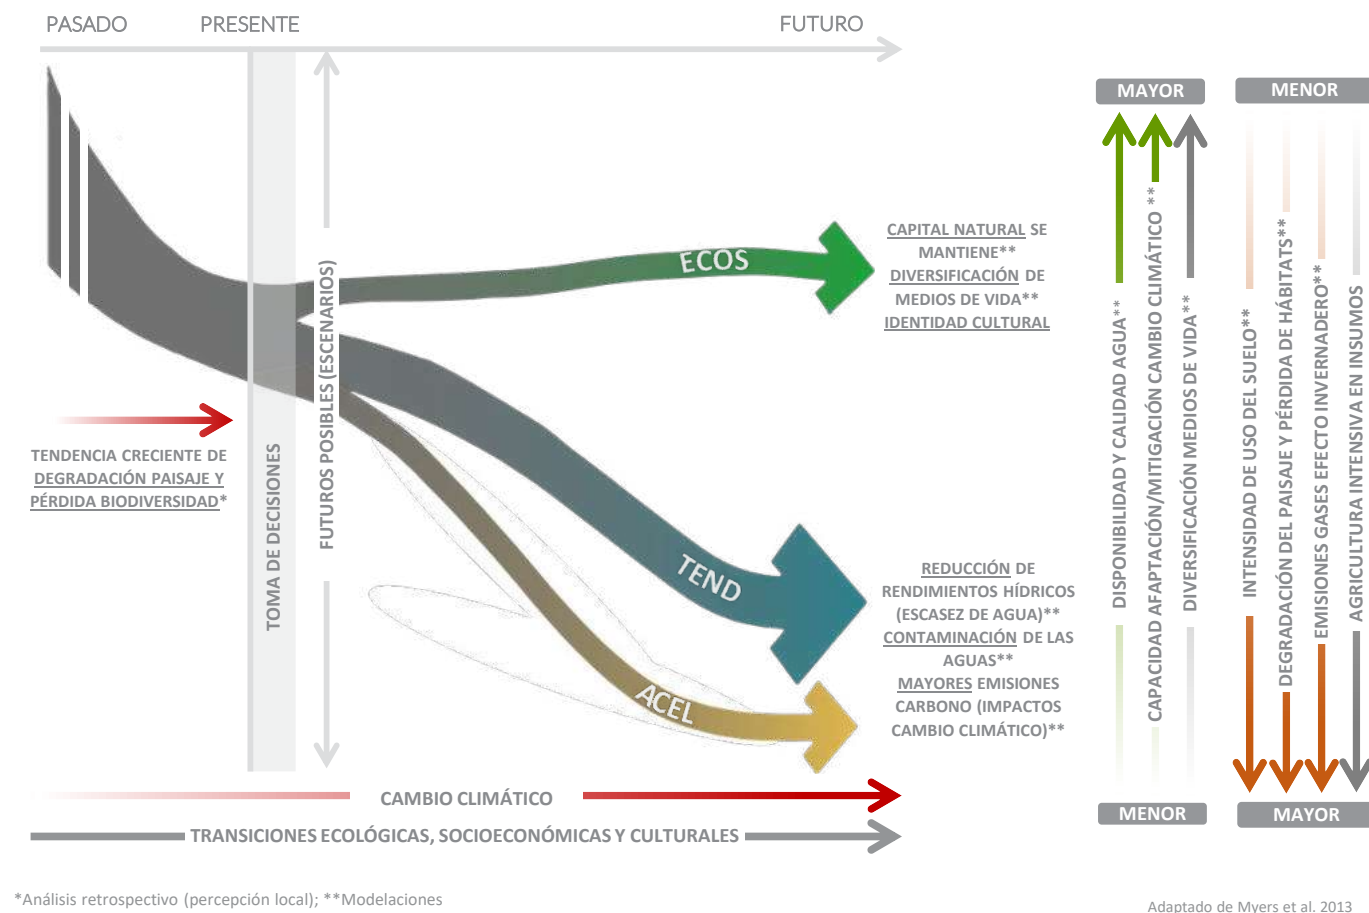 PASADO
PRESENTE
FUTURO
MAYOR
MENOR
ECOS
TEND
ACEL
CAPITAL NATURAL SE
MANTIENE**
DIVERSIFICACIÓN DE
MEDIOS DE VIDA**
IDENTIDAD CULTURAL
TENDENCIA CRECIENTE DE
DEGRADACIÓN PAISAJE Y
PÉRDIDA BIODIVERSIDAD*
TOMA DE DECISIONES
FUTUROS POSIBLES (ESCENARIOS)
REDUCCIÓN DE
RENDIMIENTOS HÍDRICOS
(ESCASEZ DE AGUA)**
CONTAMINACIÓN DE LAS
AGUAS**
MAYORES EMISIONES
CARBONO (IMPACTOS
CAMBIO CLIMÁTICO)**
DISPONIBILIDAD Y CALIDAD AGUA**
CAPACIDAD AFAPTACIÓN/MITIGACIÓN CAMBIO CLIMÁTICO **
DIVERSIFICACIÓN MEDIOS DE VIDA**
INTENSIDAD DE USO DEL SUELO**
DEGRADACIÓN DEL PAISAJE Y PÉRDIDA DE HÁBITATS**
EMISIONES GASES EFECTO INVERNADERO**
AGRICULTURA INTENSIVA EN INSUMOS
MENOR
MAYOR
CAMBIO CLIMÁTICO
TRANSICIONES ECOLÓGICAS, SOCIOECONÓMICAS Y CULTURALES
*Análisis retrospectivo (percepción local); **Modelaciones
Adaptado de Myers et al. 2013